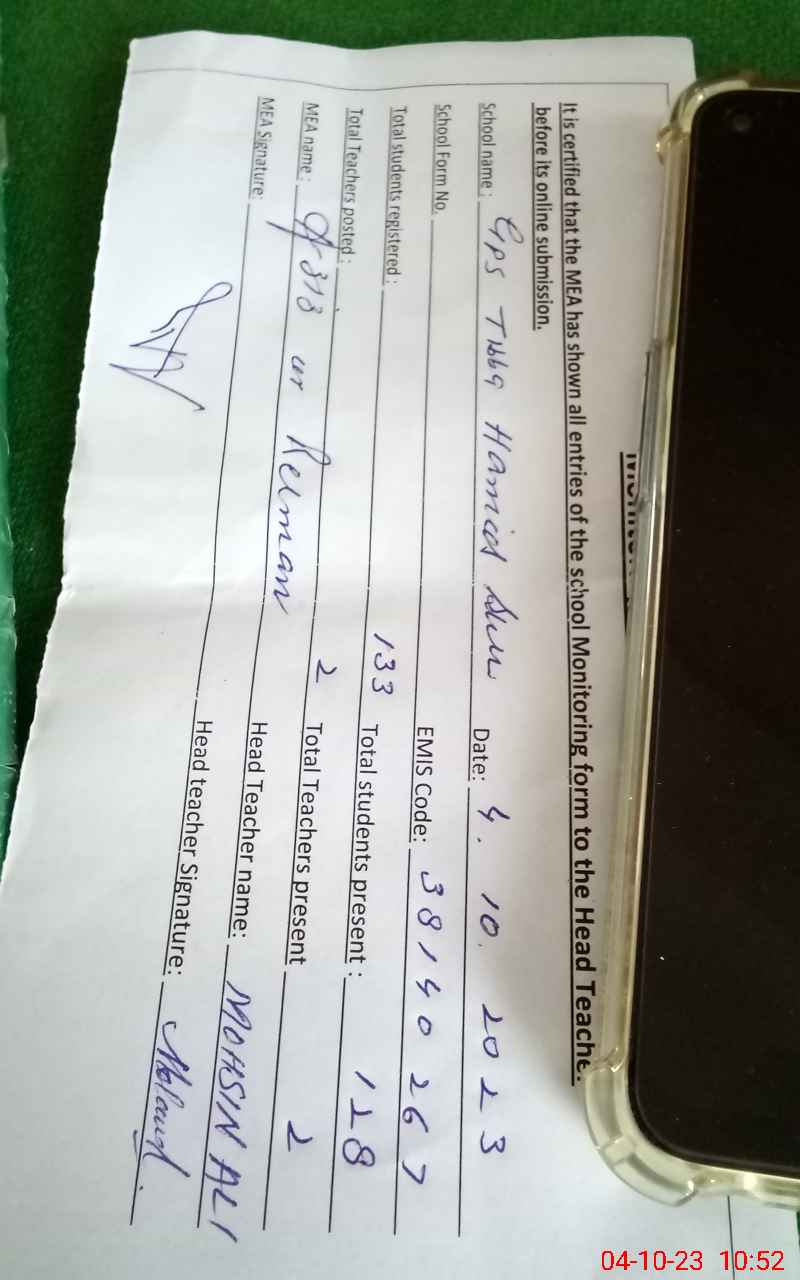 It is certified that the MEA has shown all entries of the school Monitoring form to the Head Teache
before its online submission.
School name: GPS Tibba Hamid Date: 4. 10. 2023
School Form No. EMIS Code: 38140267
Total students registered: 133 Total students present: 128
Total Teachers posted: 2 Total Teachers present 2
MEA name: ur Rehman Head Teacher name: MOHSIN ALI
MEA Signature: Head teacher Signature:
04-10-23 10:52